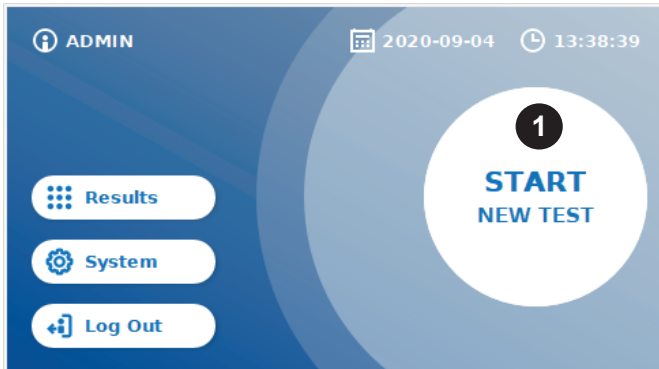 ADMIN
2020-09-04
13:38:39
1
START
NEW TEST
Results
System
Log Out